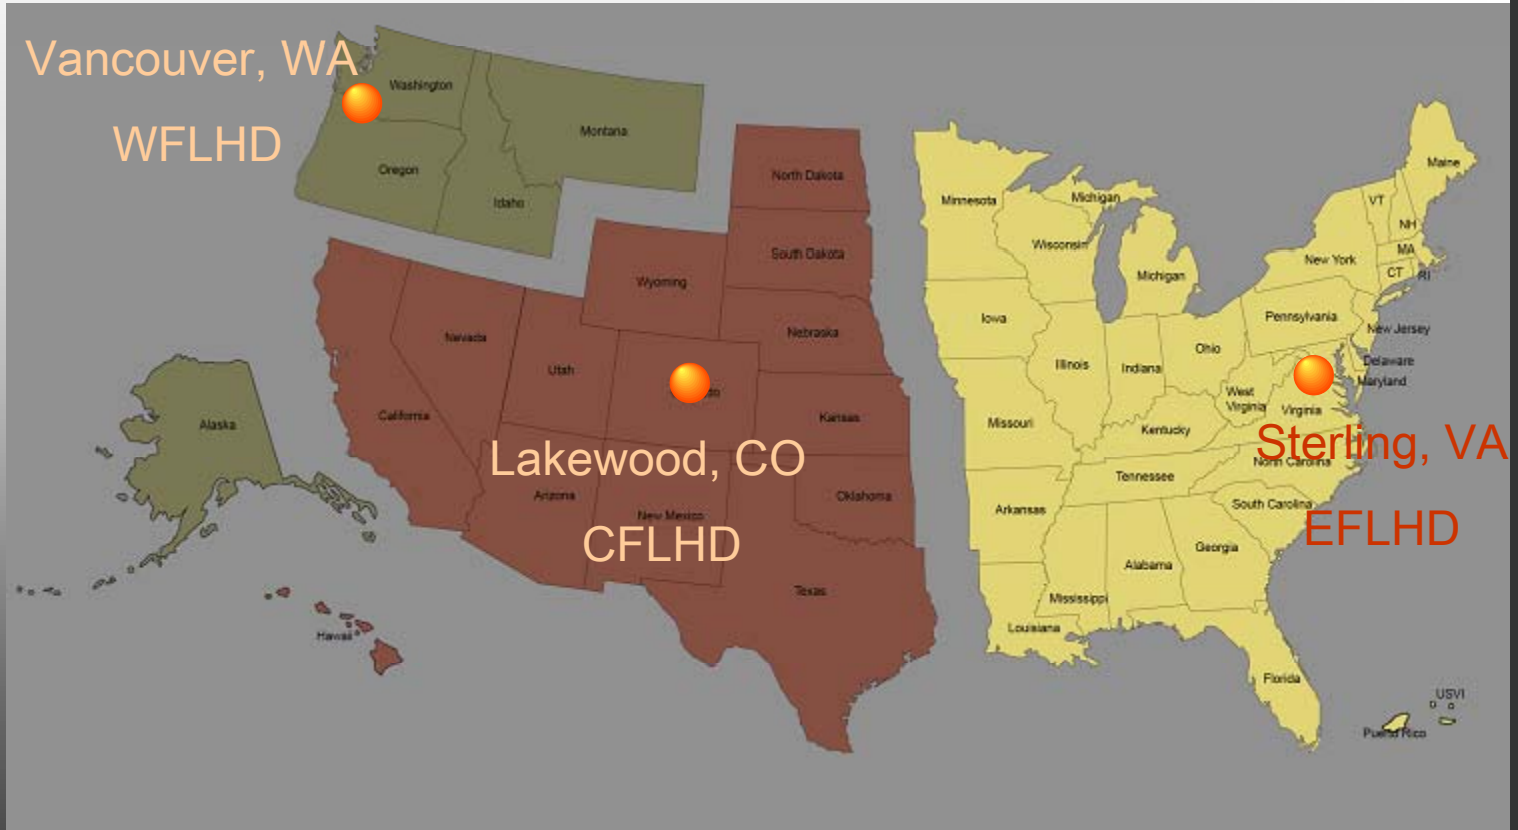 Vancouver, WA
WFLHD
Washington
Oregon
Idaho
Montana
Alaska
Hawaii
North Dakota
South Dakota
Wyoming
Nebraska
Nevada
Utah
California
Kansas
Lakewood, CO
CFLHD
Arizona
New Mexico
Oklahoma
Texas
Minnesota
Wisconsin
Michigan
Michigan
Iowa
Illinois
Indiana
Ohio
Missouri
Kentucky
Tennessee
Arkansas
Mississippi
Louisiana
Alabama
Georgia
Florida
Maine
VT
NH
MA
CT
RI
New York
Pennsylvania
New Jersey
Delaware
Maryland
West
Virginia
Virginia
Sterling, VA
EFLHD
North Carolina
South Carolina
USVI
Puerto Rico